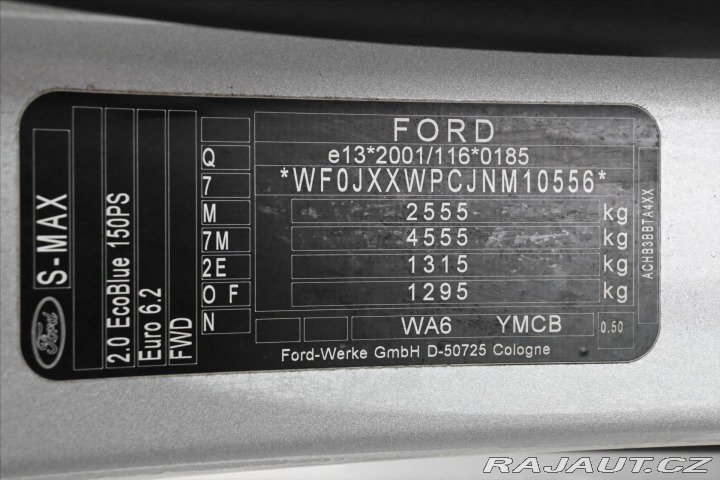 FORD
e13*2001/116*0185
*WF0JXXWPCJNM10556*
Q
7
M 2555 kg
7M 4555 kg
2E 1315 kg
O F 1295 kg
N
WA6 YMCB 0.50
Ford-Werke GmbH D-50725 Cologne
Ford
S-MAX
2.0 EcoBlue 150PS
Euro 6.2
FWD
ACHB3BBTA4XX
RAJAUT.CZ